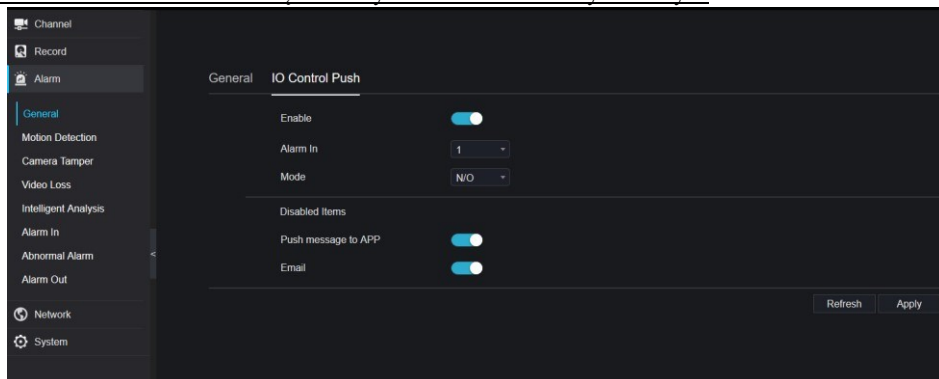 Channel
Record
Alarm
General
Motion Detection
Camera Tamper
Video Loss
Intelligent Analysis
Alarm In
Abnormal Alarm
Alarm Out
Network
System
<
General IO Control Push
Enable
Alarm In 1
Mode N/O
Disabled Items
Push message to APP
Email
Refresh Apply